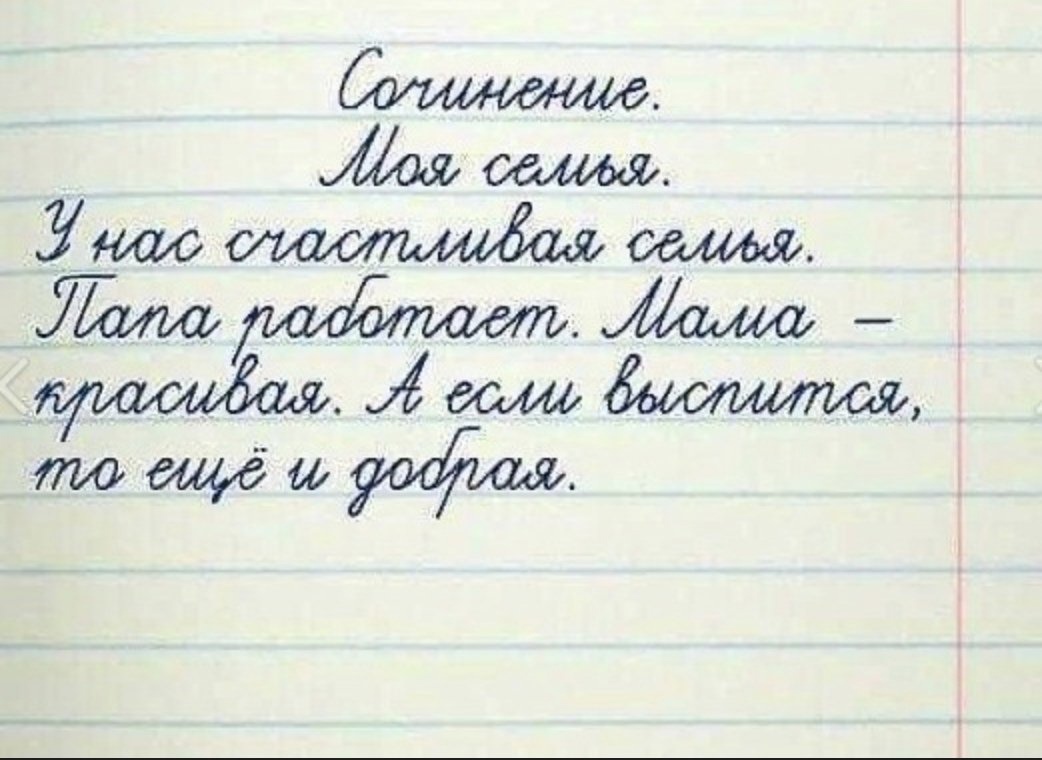 Сочинение.
Моя семья.
У нас счастливая семья.
Папа работает. Мама –
красивая. А если выспится,
то ещё и добрая.